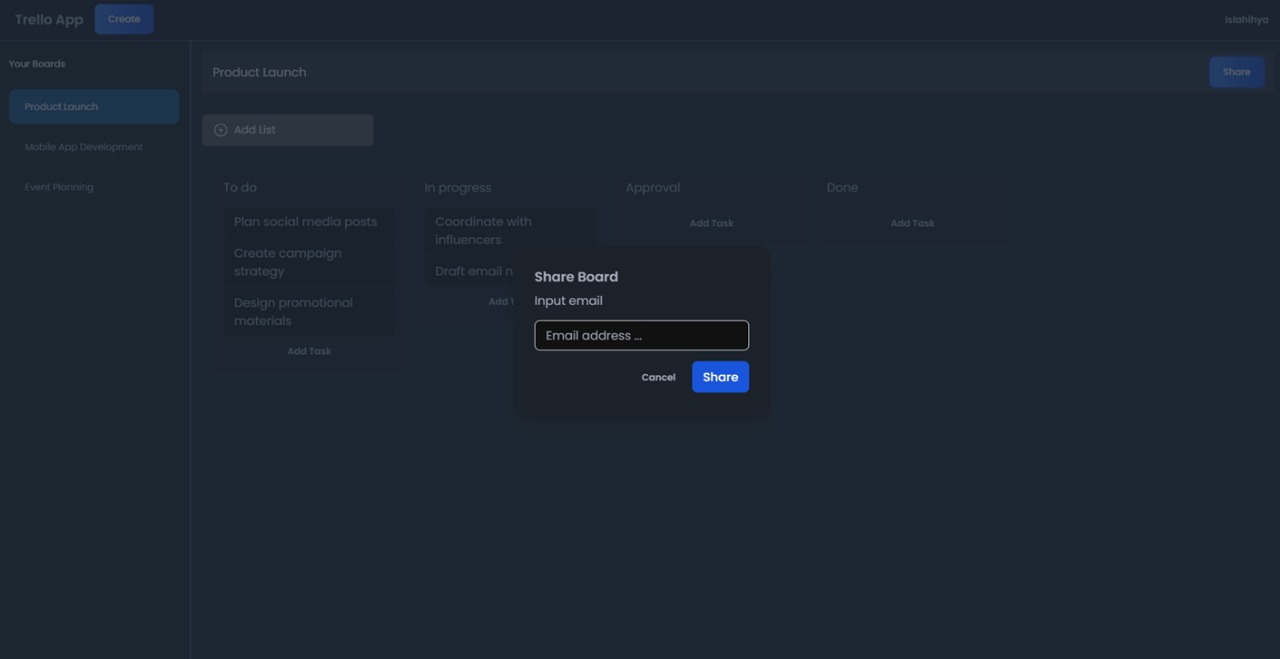 Trello App
Create
islahihya
Your Boards
Product Launch
Mobile App Development
Event Planning
Product Launch
Share
Add List
To do
Plan social media posts
Create campaign
strategy
Design promotional
materials
Add Task
In progress
Coordinate with
influencers
Draft email n
Add T
Approval
Add Task
Done
Add Task
Share Board
Input email
Email address ...
Cancel
Share